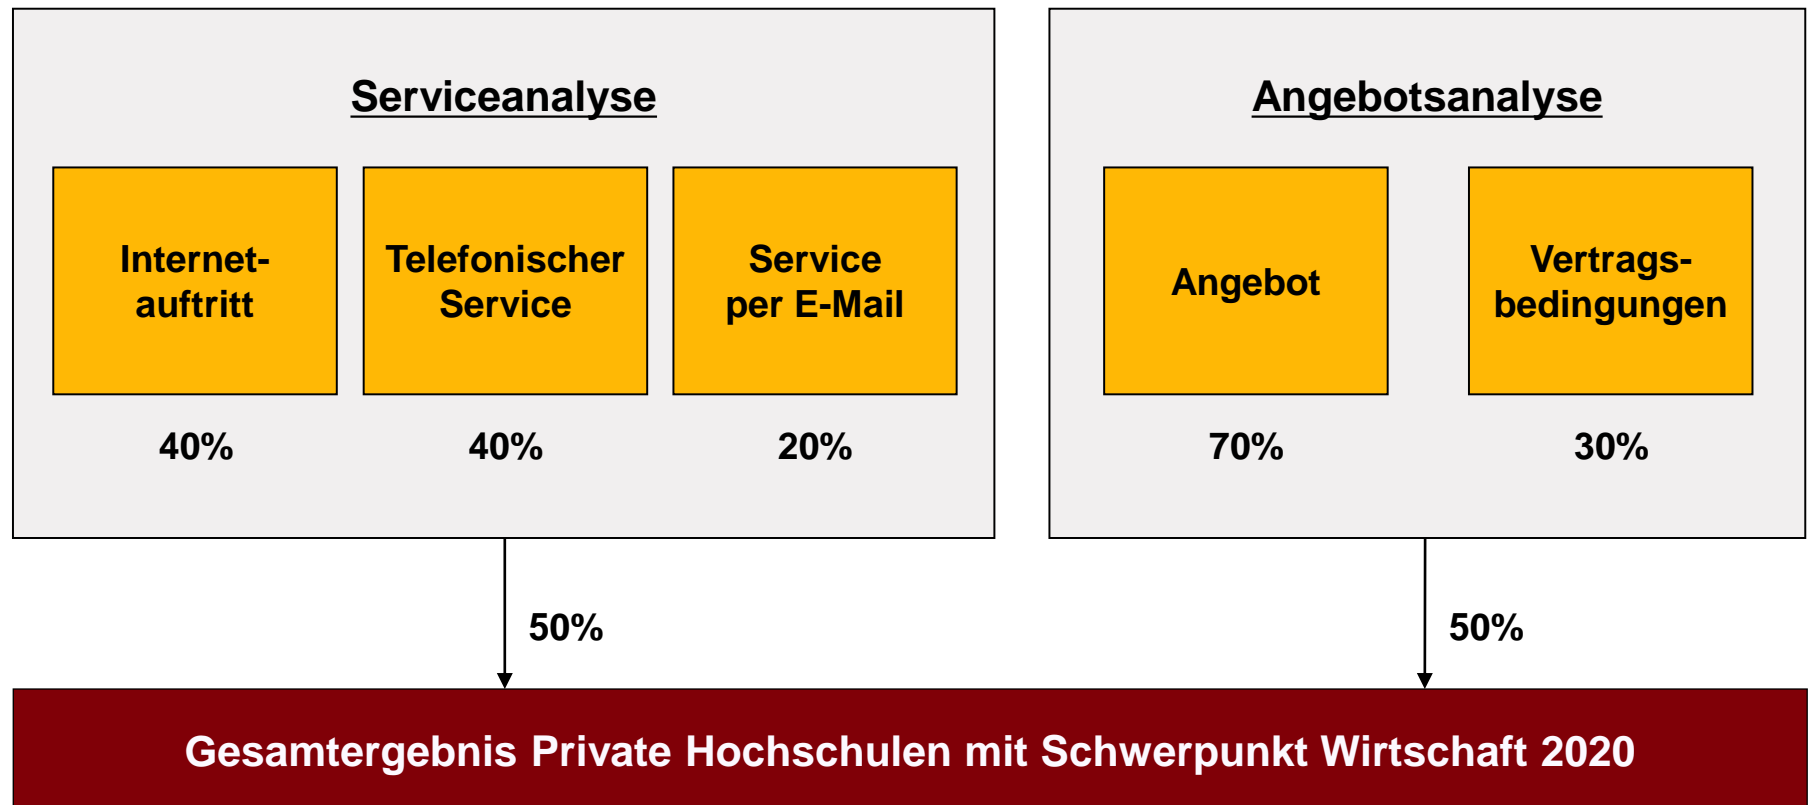 Serviceanalyse
Internet-
auftritt
40%
Telefonischer
Service
40%
Service
per E-Mail
20%
50%
Angebotsanalyse
Angebot
70%
Vertrags-
bedingungen
30%
50%
Gesamtergebnis Private Hochschulen mit Schwerpunkt Wirtschaft 2020